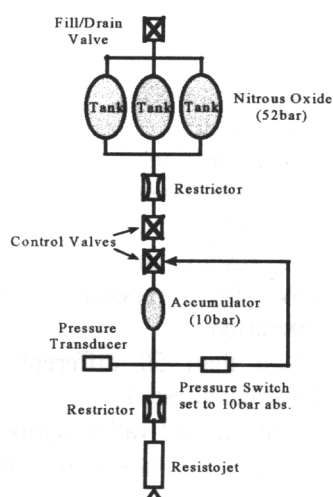 Fill/Drain
Valve
Tank Tank Tank
Nitrous Oxide
(52bar)
Restrictor
Control Valves
Accumulator
(10bar)
Pressure
Transducer
Pressure Switch
set to 10bar abs.
Restrictor
Resistojet